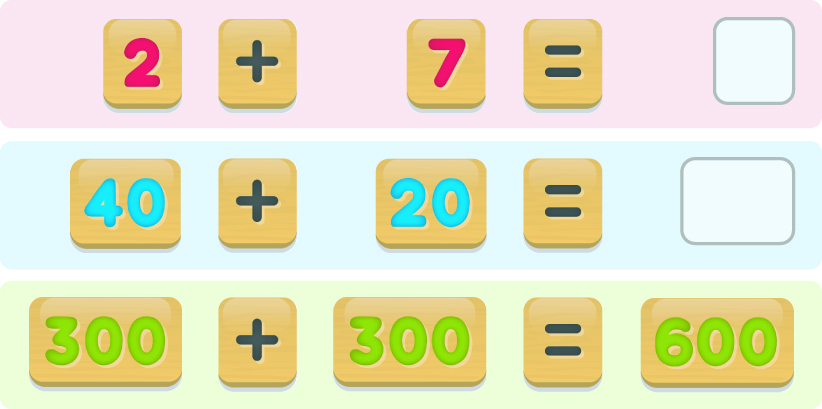 2 + 7 =
40 + 20 =
300 + 300 = 600